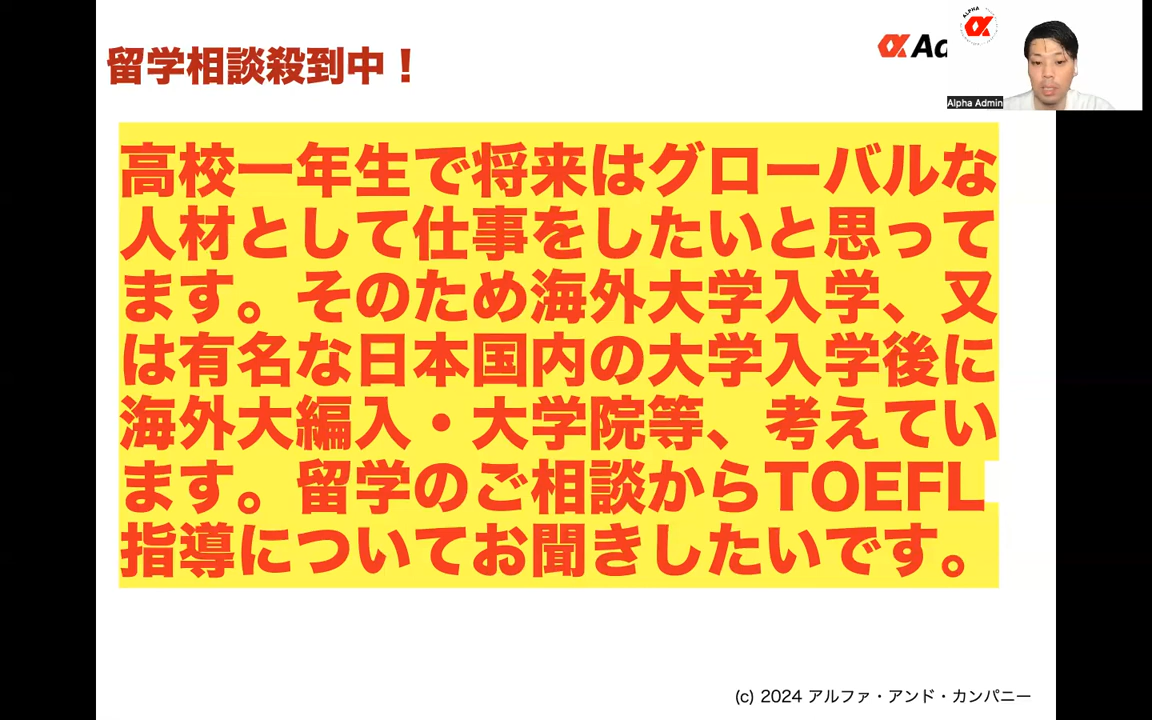 留学相談殺到中！
ALPHA
Alpha Admin
高校一年生で将来はグローバルな
人材として仕事をしたいと思って
ます。そのため海外大学入学、又
は有名な日本国内の大学入学後に
海外大編入・大学院等、考えてい
ます。留学のご相談からTOEFL
指導についてお聞きしたいです。
(c) 2024 アルファ・アンド・カンパニー